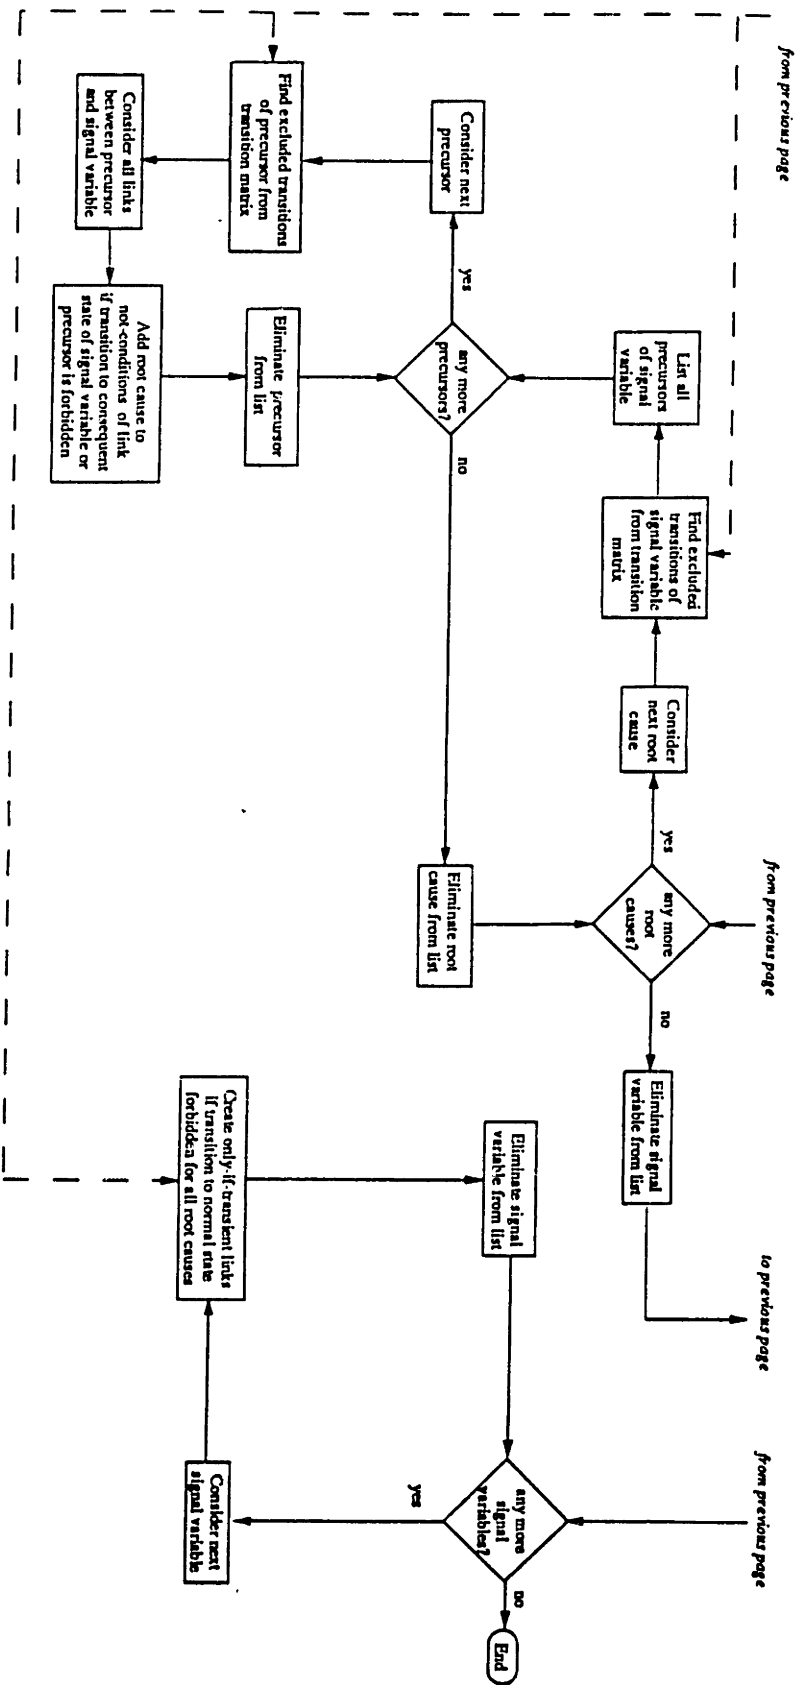 from previous page
from previous page
to previous page
from previous page
any more
root
causes?
yes
no
Consider
next root
cause
Find excluded
transitions of
signal variable
from transition
matrix
List all
precursors
of signal
variable
Eliminate signal
variable from list
any more
precursors?
yes
no
Consider next
precursor
Find excluded transitions
of precursor from
transition matrix
Consider all links
between precursor
and signal variable
Add root cause to
not-conditions of link
if transition to consequent
state of signal variable or
precursor is forbidden
Eliminate precursor
from list
Eliminate root
cause from list
any more
signal
variables?
yes
no
End
Consider next
signal variable
Create only-if-transient links
if transition to normal state
forbidden for all root causes
Eliminate signal
variable from list